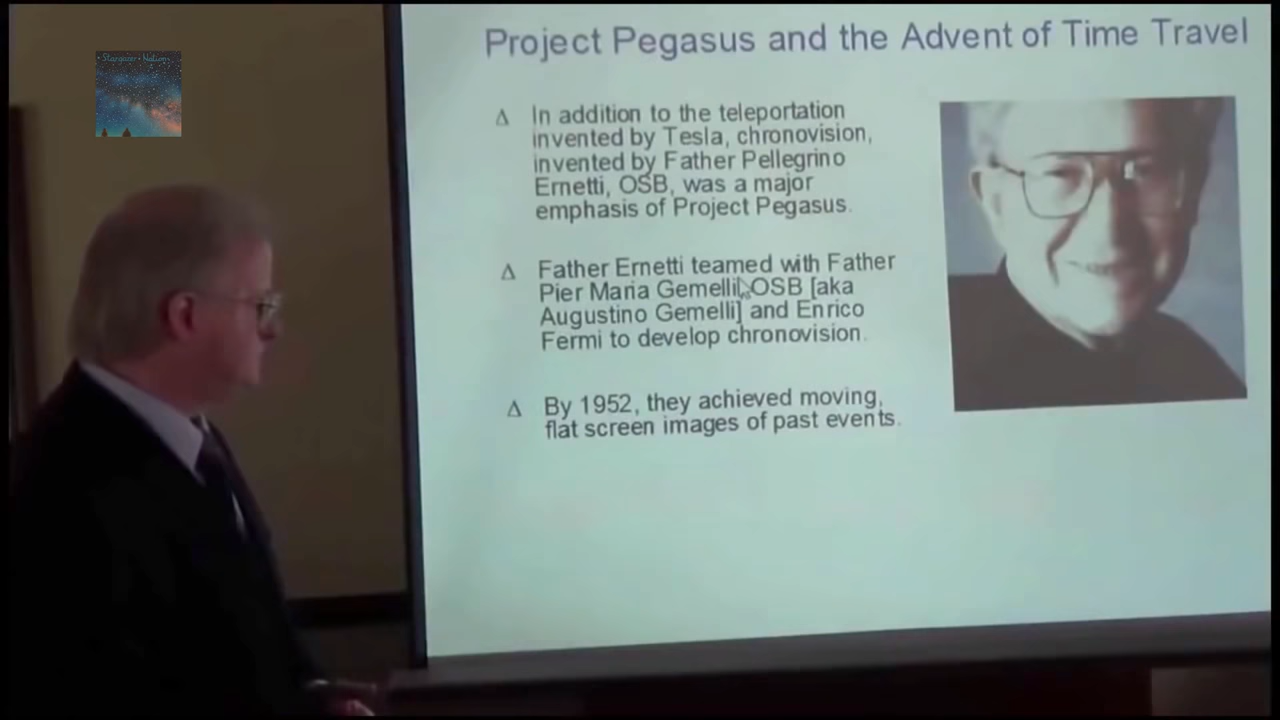 Stargazer Nation
Project Pegasus and the Advent of Time Travel
Δ In addition to the teleportation
invented by Tesla, chronovision,
invented by Father Pellegrino
Ernetti, OSB, was a major
emphasis of Project Pegasus.
Δ Father Ernetti teamed with Father
Pier Maria Gemelli, OSB [aka
Augustino Gemelli] and Enrico
Fermi to develop chronovision.
Δ By 1952, they achieved moving,
flat screen images of past events.